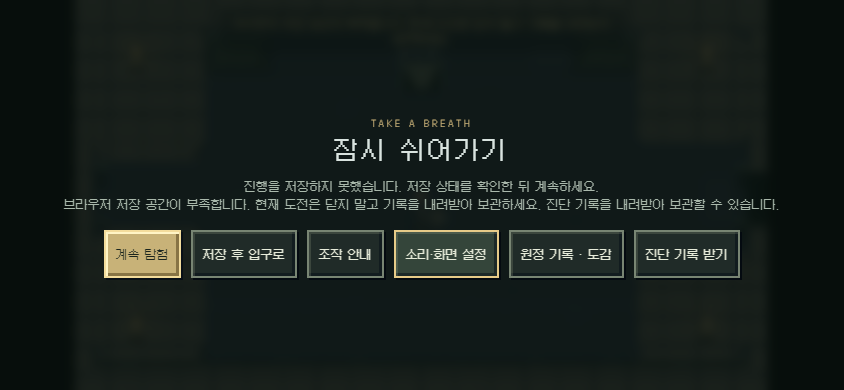 TAKE A BREATH
잠시 쉬어가기
진행을 저장하지 못했습니다. 저장 상태를 확인한 뒤 계속하세요.
브라우저 저장 공간이 부족합니다. 현재 도전은 닫지 말고 기록을 내려받아 보관하세요. 진단 기록을 내려받아 보관할 수 있습니다.
계속 탐험 저장 후 입구로 조작 안내 소리·화면 설정 원정 기록 · 도감 진단 기록 받기